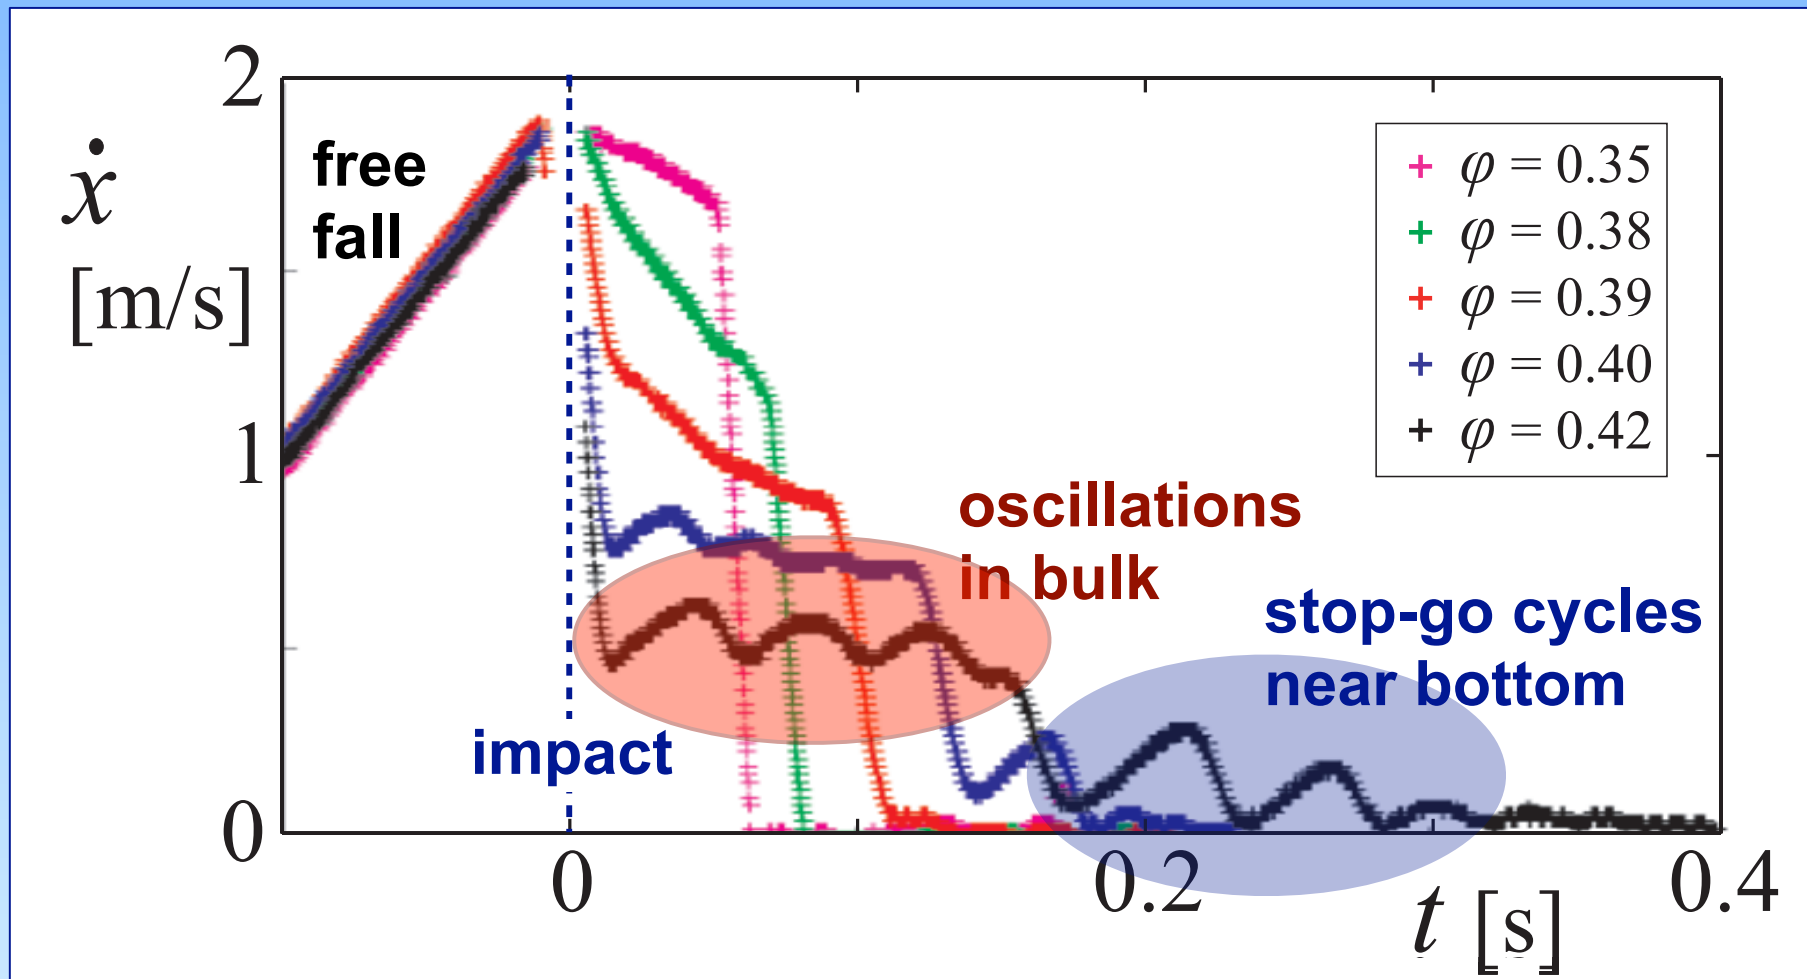 2
ẋ
[m/s]
1
0
free
fall
impact
oscillations
in bulk
stop-go cycles
near bottom
+ φ = 0.35
+ φ = 0.38
+ φ = 0.39
+ φ = 0.40
+ φ = 0.42
0
0.2
0.4
t [s]